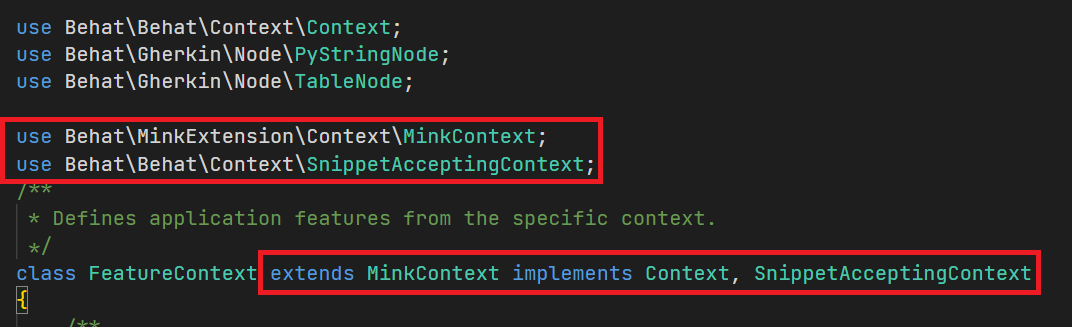 use Behat\Behat\Context\Context;
use Behat\Gherkin\Node\PyStringNode;
use Behat\Gherkin\Node\TableNode;
use Behat\MinkExtension\Context\MinkContext;
use Behat\Behat\Context\SnippetAcceptingContext;
/**
* Defines application features from the specific context.
*/
class FeatureContext extends MinkContext implements Context, SnippetAcceptingContext
{
/**